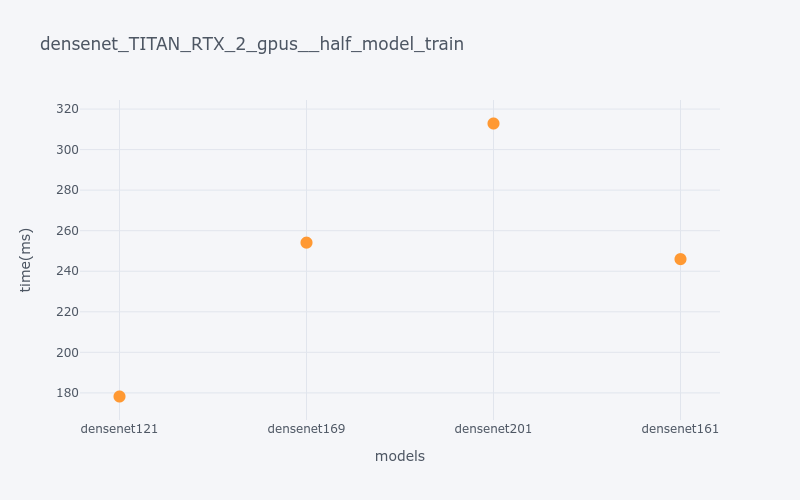 densenet_TITAN_RTX_2_gpus__half_model_train
time(ms)
320
300
280
260
240
220
200
180
densenet121 densenet169 densenet201 densenet161
models